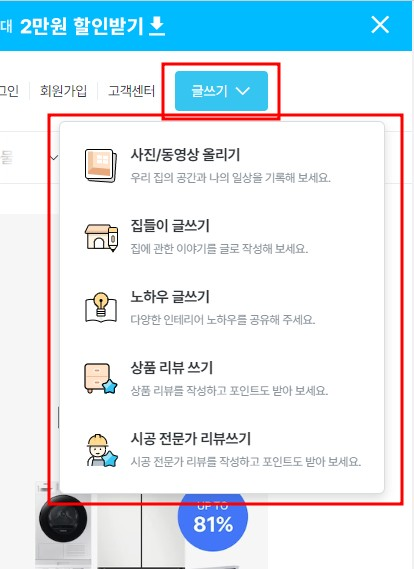 대 2만원 할인받기
그인 회원가입 고객센터 글쓰기
물
사진/동영상 올리기
우리 집의 공간과 나의 일상을 기록해 보세요.
집들이 글쓰기
집에 관한 이야기를 글로 작성해 보세요.
노하우 글쓰기
다양한 인테리어 노하우를 공유해 주세요.
상품 리뷰 쓰기
상품 리뷰를 작성하고 포인트도 받아 보세요.
시공 전문가 리뷰쓰기
시공 전문가 리뷰를 작성하고 포인트도 받아 보세요.
UP TO
81%